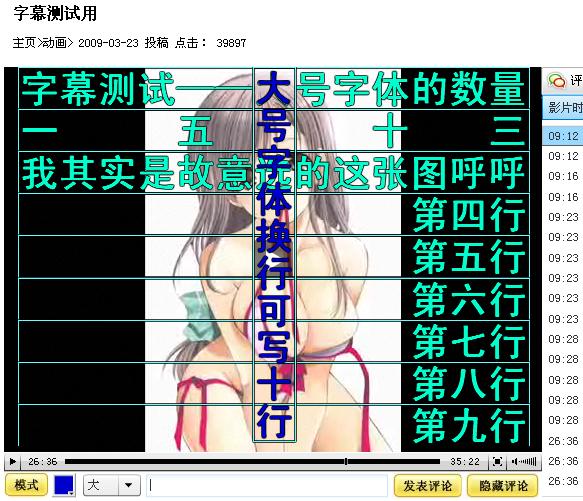 字幕测试用
主页>动画> 2009-03-23 投稿 点击： 39897
字幕测试——大号字体的数量
一 五 十 三
我其实是故意选的这张图呼呼
第四行
第五行
第六行
第七行
第八行
第九行
大号字体换行可写十行
评
影片时
09:12
09:12
09:16
09:16
09:23
09:23
09:23
09:23
09:23
09:23
09:28
09:28
09:28
09:28
26:36
26:36
26:36
26:36
35:22
模式
大
发表评论
隐藏评论